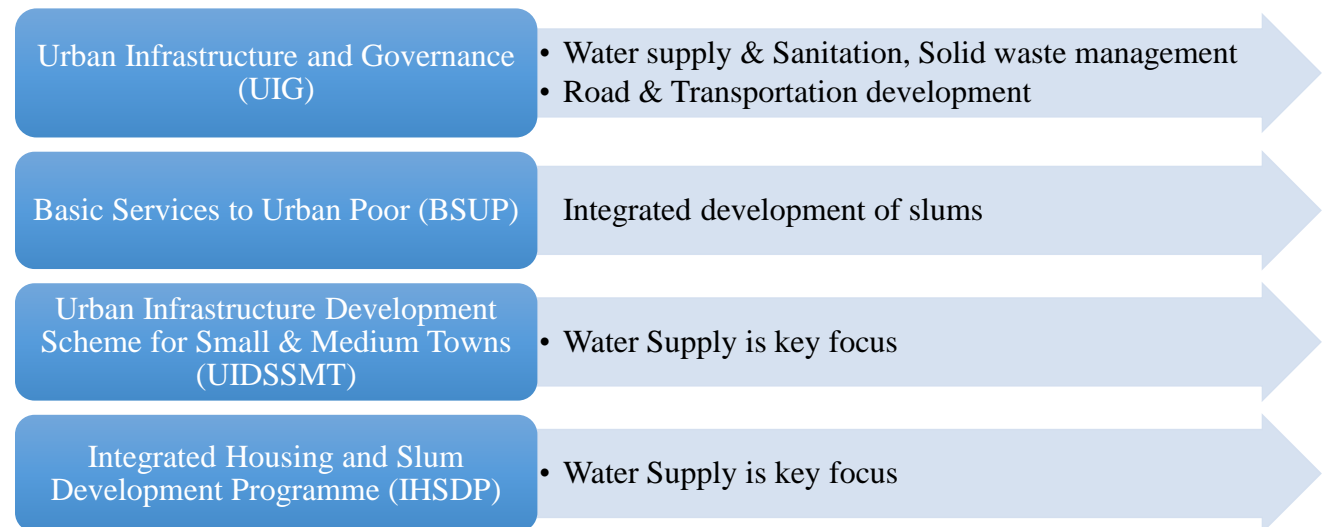 Urban Infrastructure and Governance
(UIG)
• Water supply & Sanitation, Solid waste management
• Road & Transportation development
Basic Services to Urban Poor (BSUP)
Integrated development of slums
Urban Infrastructure Development
Scheme for Small & Medium Towns
(UIDSSMT)
• Water Supply is key focus
Integrated Housing and Slum
Development Programme (IHSDP)
• Water Supply is key focus